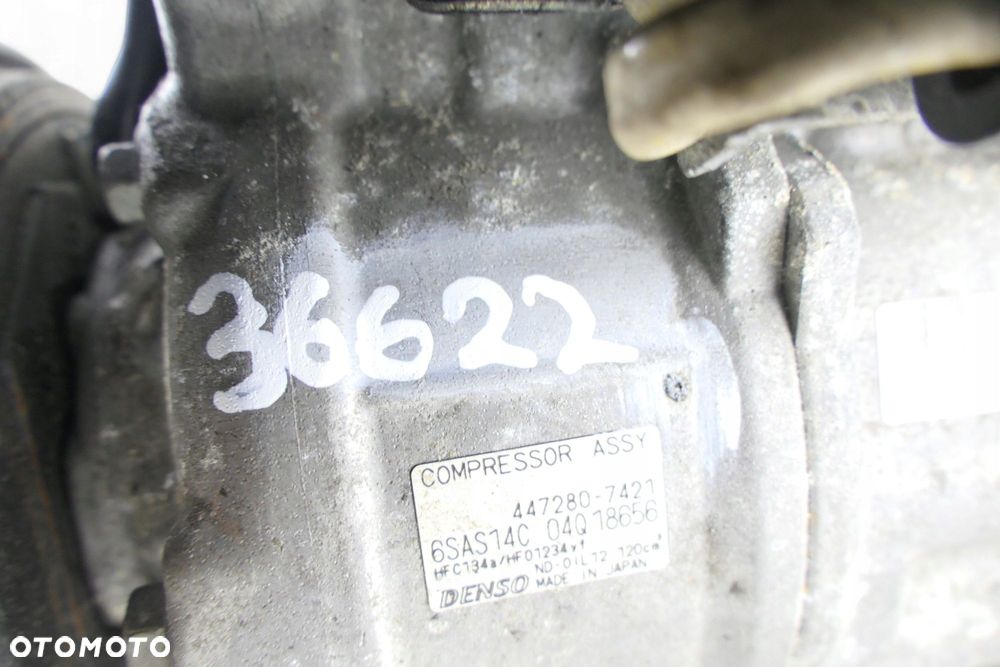 36622
COMPRESSOR ASSY
447280-7421
6SAS14C 04Q18656
HFC134a/HFO1234yf
ND-OIL12 120cm³
DENSO MADE IN JAPAN
OTOMOTO